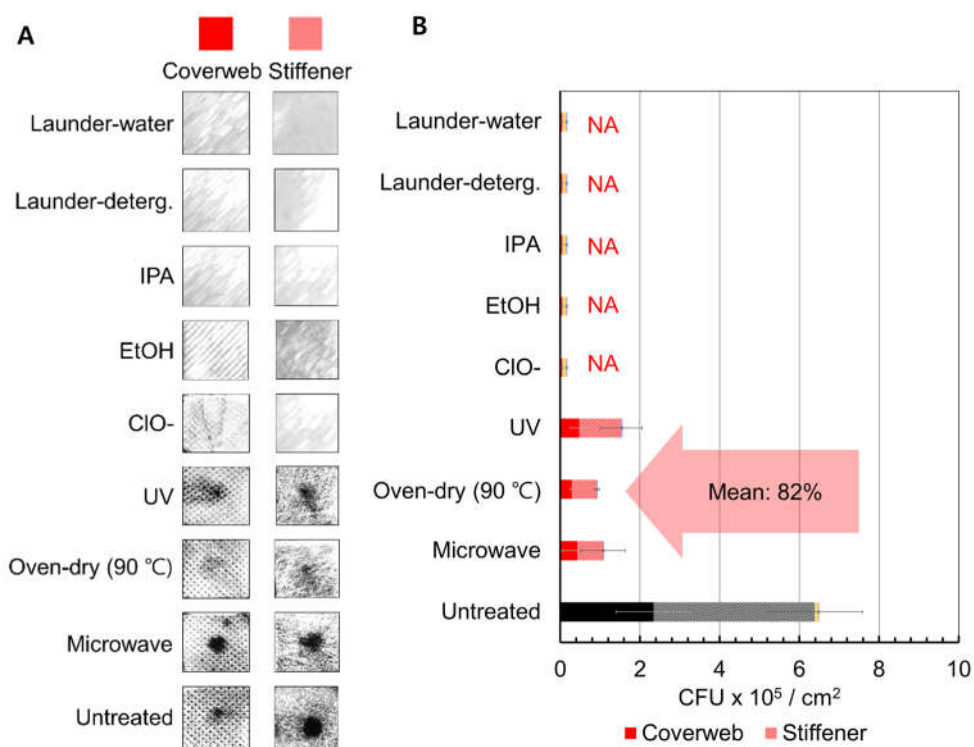 A
Coverweb Stiffener
Launder-water
Launder-deterg.
IPA
EtOH
ClO-
UV
Oven-dry (90 ℃)
Microwave
Untreated
B
Launder-water NA
Launder-deterg. NA
IPA NA
EtOH NA
ClO- NA
UV
Oven-dry (90 ℃) Mean: 82%
Microwave
Untreated
0 2 4 6 8 10
CFU x 10⁵ / cm²
Coverweb Stiffener